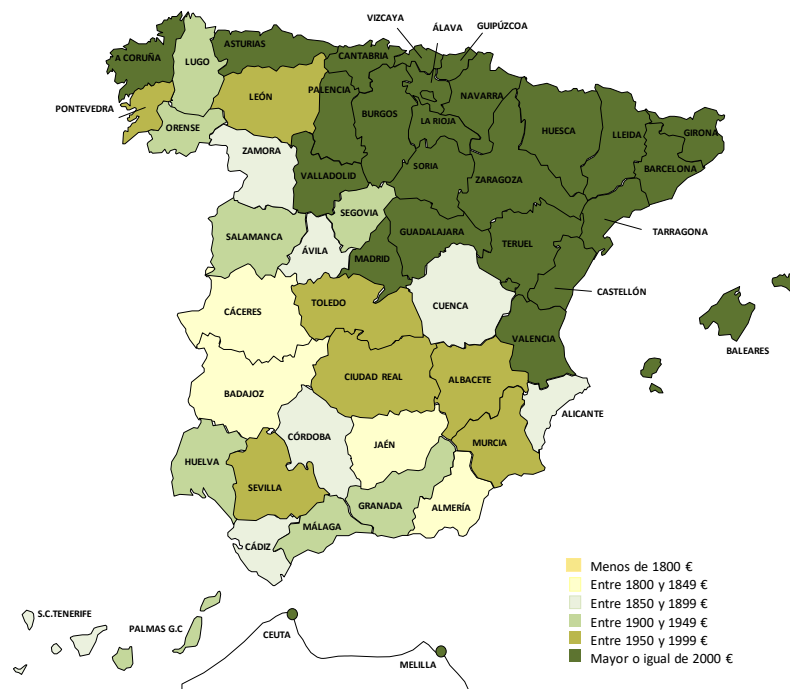 VIZCAYA
ÁLAVA
GUIPÚZCOA
A CORUÑA
LUGO
ASTURIAS
CANTABRIA
PONTEVEDRA
ORENSE
LEÓN
PALENCIA
BURGOS
LA RIOJA
NAVARRA
HUESCA
LLEIDA
GIRONA
BARCELONA
ZAMORA
VALLADOLID
SORIA
ZARAGOZA
TARRAGONA
SALAMANCA
SEGOVIA
ÁVILA
MADRID
GUADALAJARA
TERUEL
CASTELLÓN
CÁCERES
TOLEDO
CUENCA
VALENCIA
BALEARES
BADAJOZ
CIUDAD REAL
ALBACETE
ALICANTE
HUELVA
SEVILLA
CÓRDOBA
JAÉN
MURCIA
CÁDIZ
MÁLAGA
GRANADA
ALMERÍA
S.C.TENERIFE
PALMAS G.C
CEUTA
MELILLA
Menos de 1800 €
Entre 1800 y 1849 €
Entre 1850 y 1899 €
Entre 1900 y 1949 €
Entre 1950 y 1999 €
Mayor o igual de 2000 €